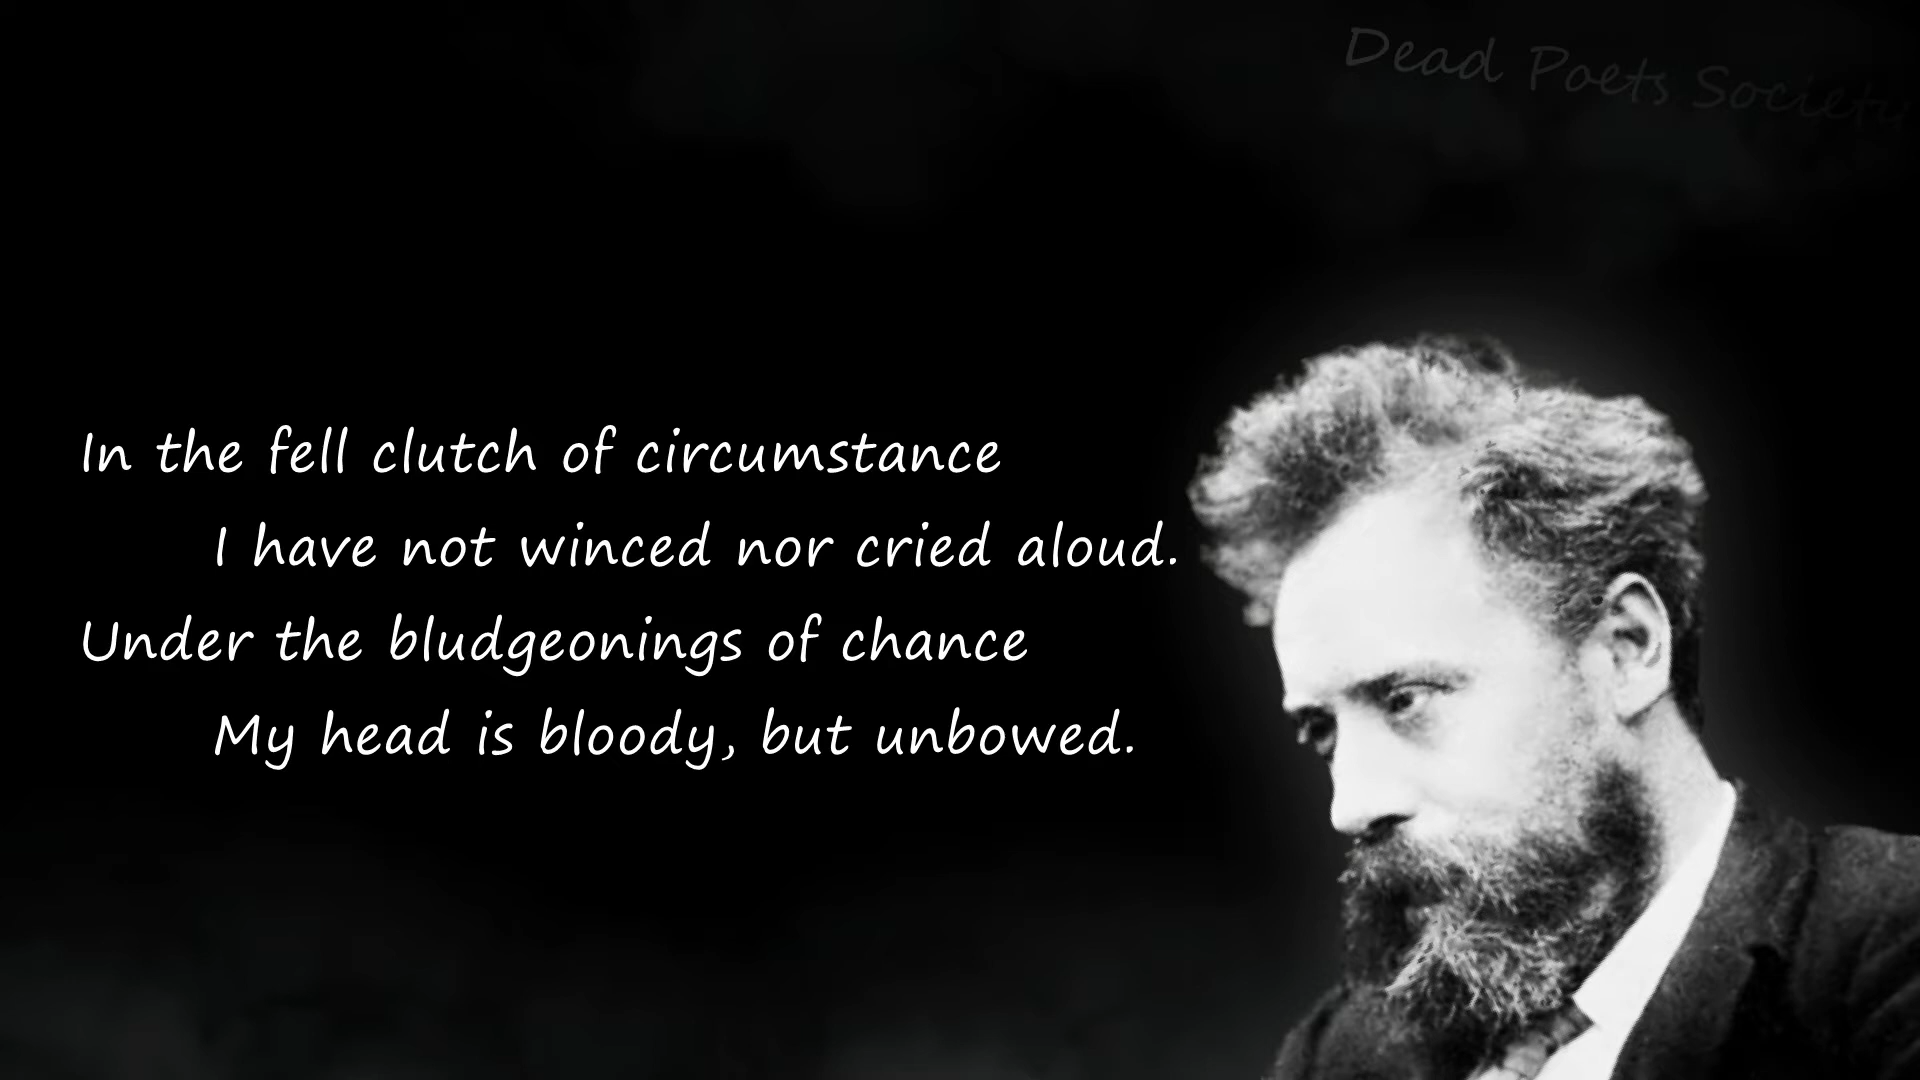 Dead Poets Society
In the fell clutch of circumstance
I have not winced nor cried aloud.
Under the bludgeonings of chance
My head is bloody, but unbowed.